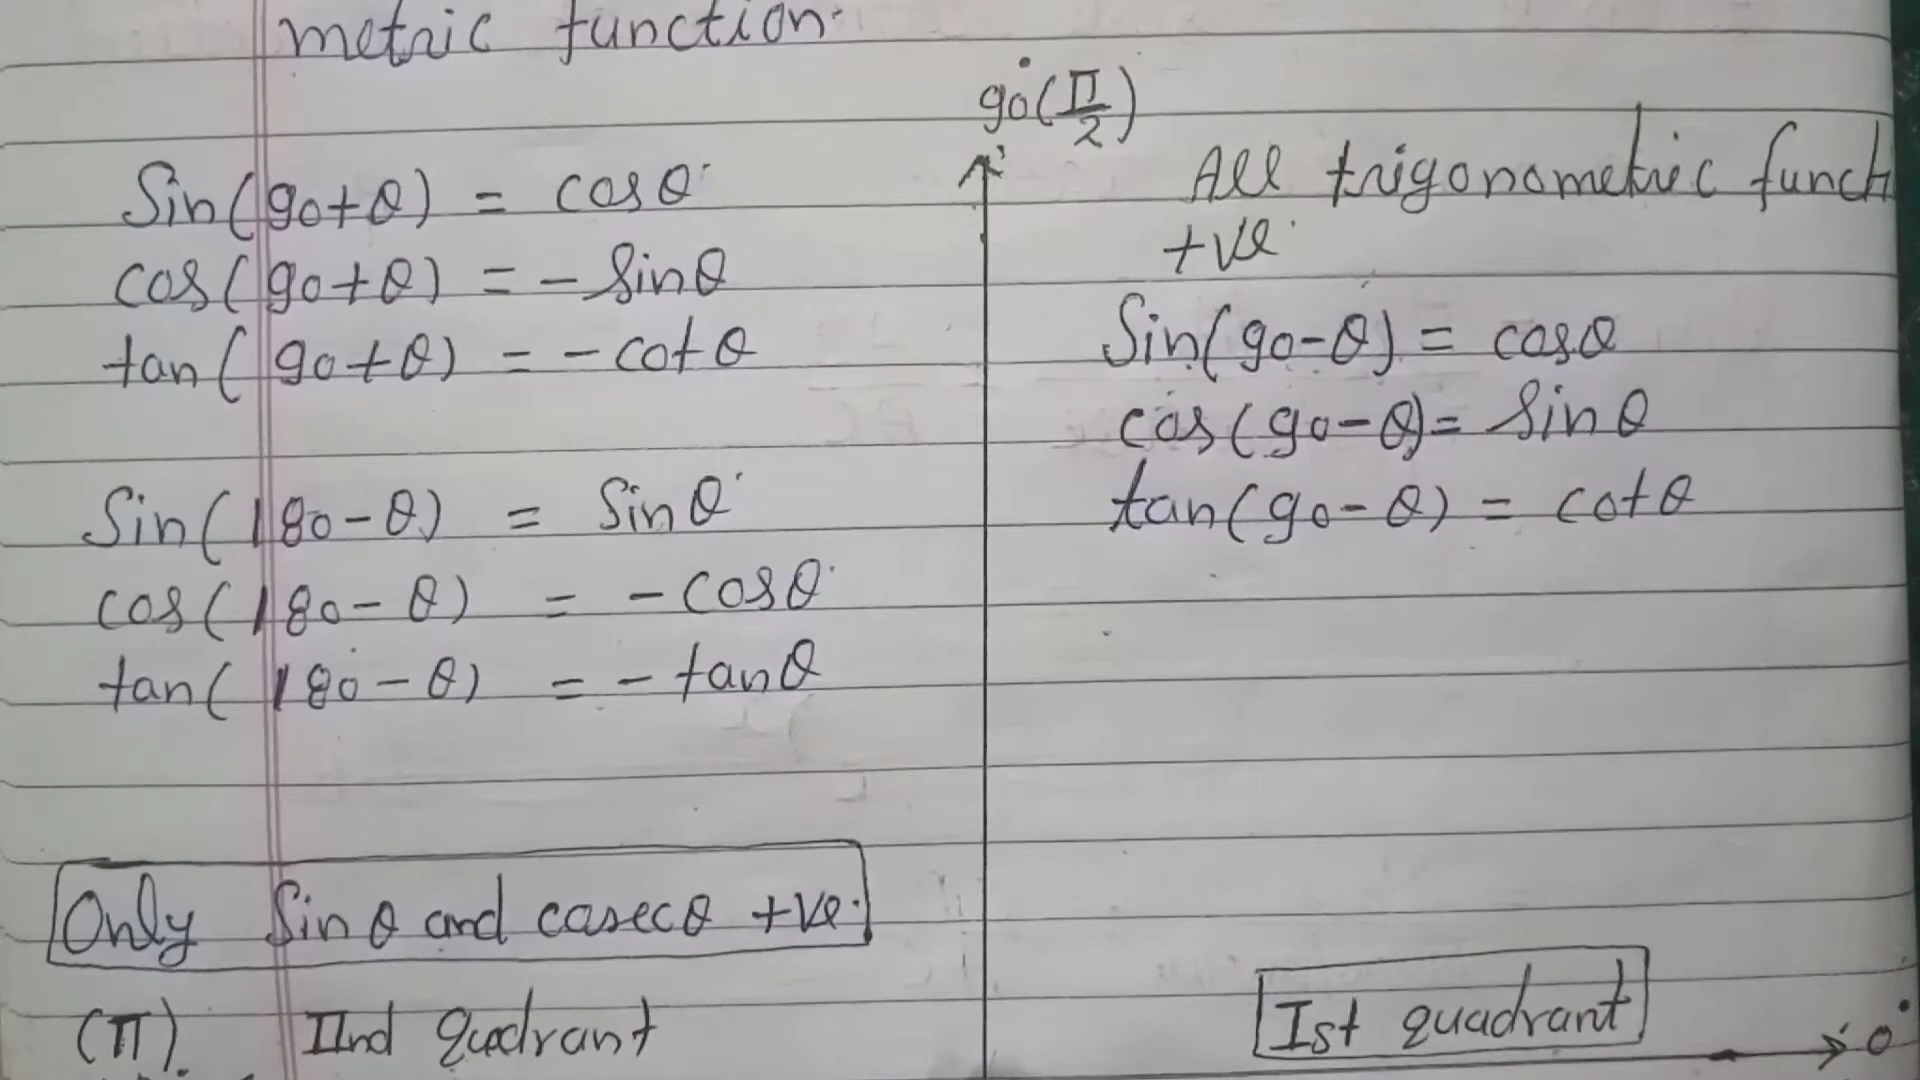 metric function.
90°(π/2)
Sin(90+θ) = cosθ
cos(90+θ) = - Sinθ
tan(90+θ) = - cotθ
Sin(180-θ) = Sinθ
cos(180-θ) = - cosθ
tan(180-θ) = - tanθ
Only Sinθ and cosecθ +ve.
(π) IInd Quadrant
All trigonometric funct
+ve
Sin(90-θ) = cosθ
cos(90-θ) = Sinθ
tan(90-θ) = cotθ
Ist quadrant
0°